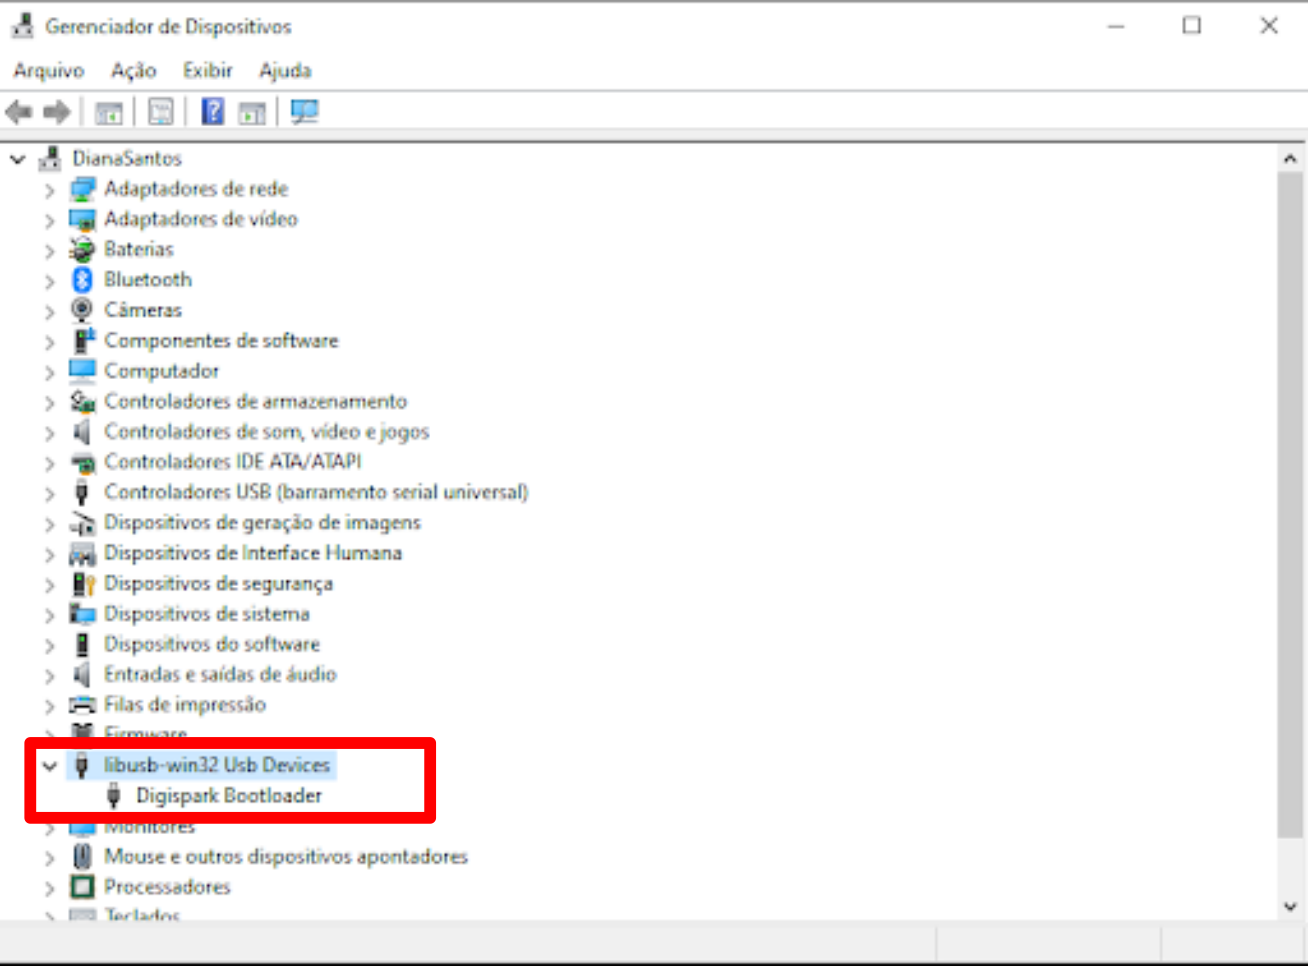 Gerenciador de Dispositivos
Arquivo Ação Exibir Ajuda
DianaSantos
Adaptadores de rede
Adaptadores de vídeo
Baterias
Bluetooth
Câmeras
Componentes de software
Computador
Controladores de armazenamento
Controladores de som, vídeo e jogos
Controladores IDE ATA/ATAPI
Controladores USB (barramento serial universal)
Dispositivos de geração de imagens
Dispositivos de Interface Humana
Dispositivos de segurança
Dispositivos de sistema
Dispositivos do software
Entradas e saídas de áudio
Filas de impressão
Firmware
libusb-win32 Usb Devices
Digispark Bootloader
Monitores
Mouse e outros dispositivos apontadores
Processadores
Teclados